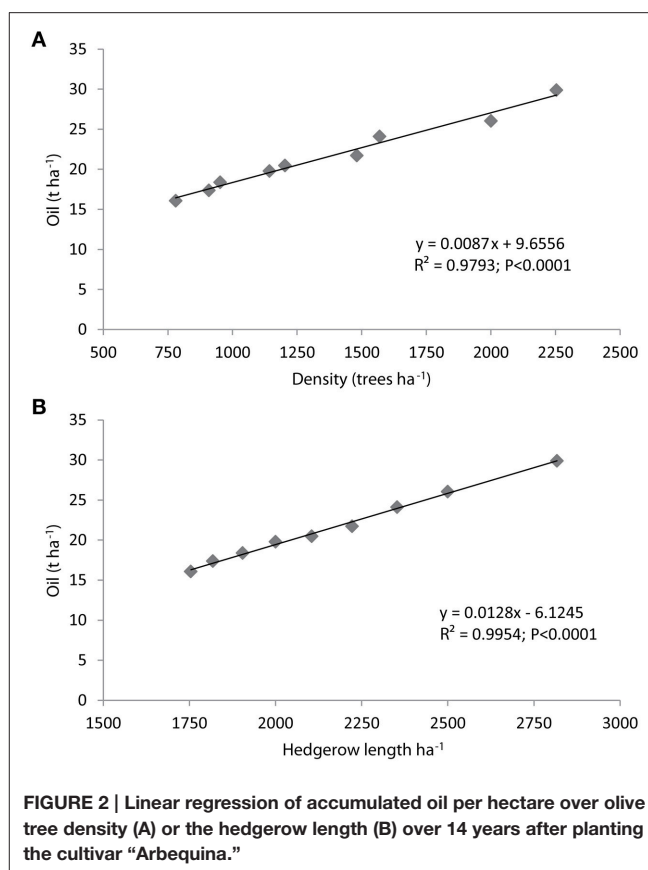 A
35
30
25
20
15
10
5
0
Oil (t ha⁻¹)
y = 0.0087x + 9.6556
R² = 0.9793; P<0.0001
500 750 1000 1250 1500 1750 2000 2250 2500
Density (trees ha⁻¹)
B
35
30
25
20
15
10
5
0
Oil (t ha⁻¹)
y = 0.0128x - 6.1245
R² = 0.9954; P<0.0001
1500 1750 2000 2250 2500 2750 3000
Hedgerow length ha⁻¹
FIGURE 2 | Linear regression of accumulated oil per hectare over olive
tree density (A) or the hedgerow length (B) over 14 years after planting
the cultivar “Arbequina.”